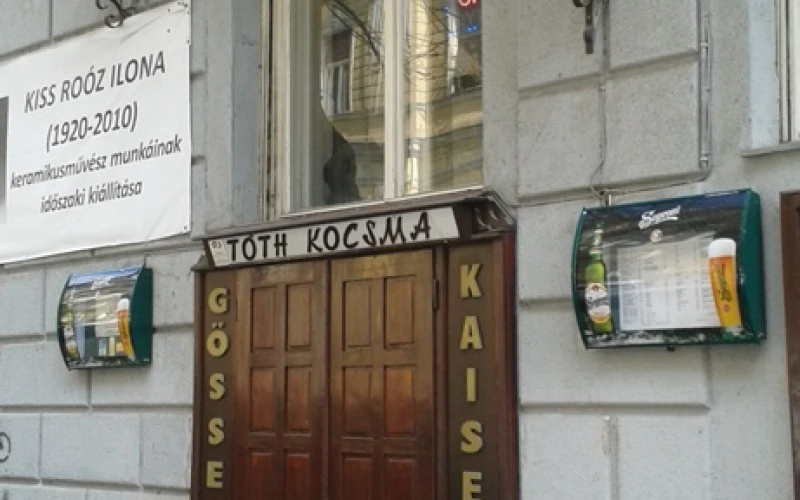 KISS ROÓZ ILONA
(1920-2010)
keramikusművész munkáinak
időszaki kiállítása
TÓTH KOCSMA
GÖSSE
KAISE
Soproni